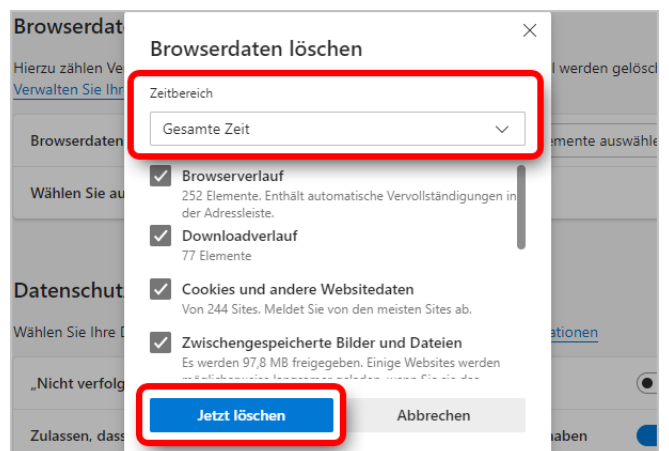 Browserdaten löschen
Zeitbereich
Gesamte Zeit
Browserverlauf
252 Elemente. Enthält automatische Vervollständigungen in
der Adressleiste.
Downloadverlauf
77 Elemente
Cookies und andere Websitedaten
Von 244 Sites. Meldet Sie von den meisten Sites ab.
Zwischengespeicherte Bilder und Dateien
Es werden 97,8 MB freigegeben. Einige Websites werden
Jetzt löschen
Abbrechen
Browserdat
Hierzu zählen Ve
l werden gelösc
Verwalten Sie Ihr
Browserdaten
emente auswähle
Wählen Sie au
Datenschut
Wählen Sie Ihre D
ationen
„Nicht verfolg
Zulassen, dass
haben